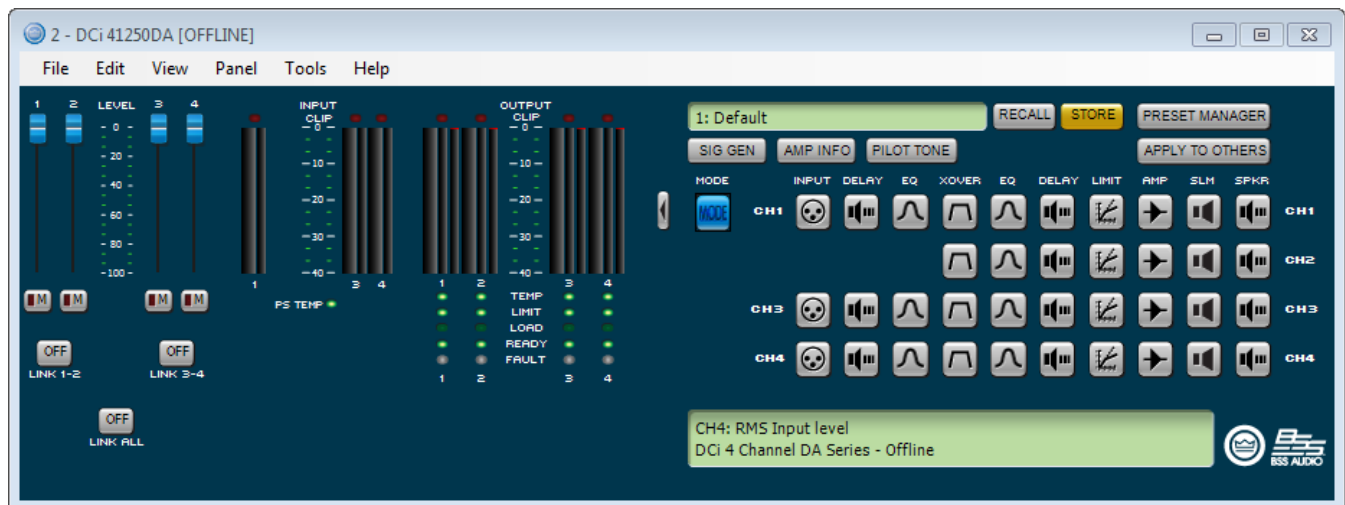 2 - DCi 41250DA [OFFLINE]
File Edit View Panel Tools Help
1 2 LEVEL 3 4
INPUT CLIP
OUTPUT CLIP
- 0 -
- 20 -
- 40 -
- 60 -
- 80 -
-100-
-0-
-10-
-20-
-30-
-40-
-0-
-10-
-20-
-30-
-40-
1 3 4
1 2 3 4
PS TEMP
TEMP
LIMIT
LOAD
READY
FAULT
1 2 3 4
M M M M
OFF OFF
LINK 1-2 LINK 3-4
OFF
LINK ALL
1: Default RECALL STORE PRESET MANAGER
SIG GEN AMP INFO PILOT TONE APPLY TO OTHERS
MODE INPUT DELAY EQ XOVER EQ DELAY LIMIT AMP SLM SPKR
MODE CH1 CH1
CH2
CH3 CH3
CH4 CH4
CH4: RMS Input level
DCi 4 Channel DA Series - Offline
BSS AUDIO